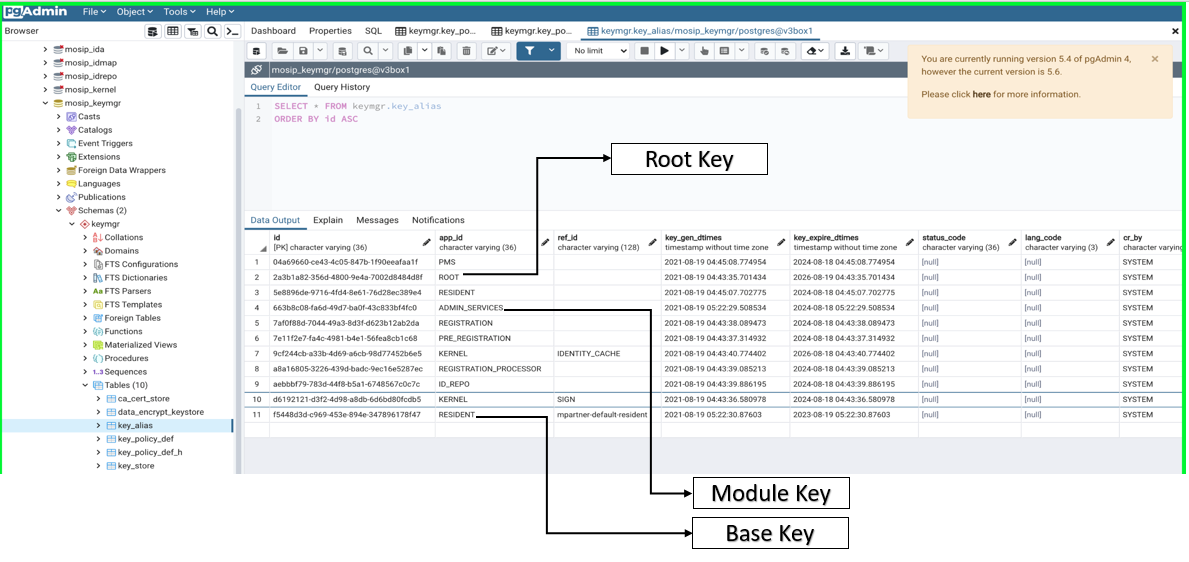 pgAdmin File Object Tools Help
Browser Dashboard Properties SQL keymgr.key_po... keymgr.key_po... keymgr.key_alias/mosip_keymgr/postgres@v3box1
mosip_ida
mosip_idmap
mosip_idrepo
mosip_kernel
mosip_keymgr
Casts
Catalogs
Event Triggers
Extensions
Foreign Data Wrappers
Languages
Publications
Schemas (2)
keymgr
Collations
Domains
FTS Configurations
FTS Dictionaries
FTS Parsers
FTS Templates
Foreign Tables
Functions
Materialized Views
Procedures
Sequences
Tables (10)
ca_cert_store
data_encrypt_keystore
key_alias
key_policy_def
key_policy_def_h
key_store
No limit
mosip_keymgr/postgres@v3box1
Query Editor Query History
1 SELECT * FROM keymgr.key_alias
2 ORDER BY id ASC
You are currently running version 5.4 of pgAdmin 4,
however the current version is 5.6.
Please click here for more information.
Root Key
Data Output Explain Messages Notifications
id app_id ref_id key_gen_dtimes key_expire_dtimes status_code lang_code cr_by
[PK] character varying (36) character varying (36) character varying (128) timestamp without time zone timestamp without time zone character varying (36) character varying (3) character varying
1 04a69660-ce43-4c05-847b-1f90eeafaa1f PMS 2021-08-19 04:45:08.774954 2024-08-18 04:45:08.774954 [null] [null] SYSTEM
2 2a3b1a82-356d-4800-9e4a-7002d8484d8f ROOT 2021-08-19 04:43:35.701434 2026-08-19 04:43:35.701434 [null] [null] SYSTEM
3 5e8896de-9716-4fd4-8e61-76d28ec389e4 RESIDENT 2021-08-19 04:45:07.702775 2024-08-18 04:45:07.702775 [null] [null] SYSTEM
4 663b8c08-fa6d-49d7-ba0f-43c833bf4fc0 ADMIN_SERVICES 2021-08-19 05:22:29.508534 2024-08-18 05:22:29.508534 [null] [null] SYSTEM
5 7af0f88d-7044-49a3-8d3f-d623b12ab2da REGISTRATION 2021-08-19 04:43:38.089473 2024-08-18 04:43:38.089473 [null] [null] SYSTEM
6 7e11f2e7-fa4c-4981-b4e1-56fea8cb1c68 PRE_REGISTRATION 2021-08-19 04:43:37.314932 2024-08-18 04:43:37.314932 [null] [null] SYSTEM
7 9cf244cb-a33b-4d69-a6cb-98d77452b6e5 KERNEL IDENTITY_CACHE 2021-08-19 04:43:40.774402 2026-08-18 04:43:40.774402 [null] [null] SYSTEM
8 a8a16805-3226-439d-badc-9ec16e5287ec REGISTRATION_PROCESSOR 2021-08-19 04:43:39.085213 2024-08-18 04:43:39.085213 [null] [null] SYSTEM
9 aebbbf79-783d-44f8-b5a1-6748567c0c7c ID_REPO 2021-08-19 04:43:39.886195 2024-08-18 04:43:39.886195 [null] [null] SYSTEM
10 d6192121-d3f2-4d98-a8db-6d6bd80fcdb5 KERNEL SIGN 2021-08-19 04:43:36.580978 2024-08-18 04:43:36.580978 [null] [null] SYSTEM
11 f5448d3d-c969-453e-894e-347896178f47 RESIDENT mpartner-default-resident 2021-08-19 05:22:30.87603 2023-08-19 05:22:30.87603 [null] [null] SYSTEM
Module Key
Base Key